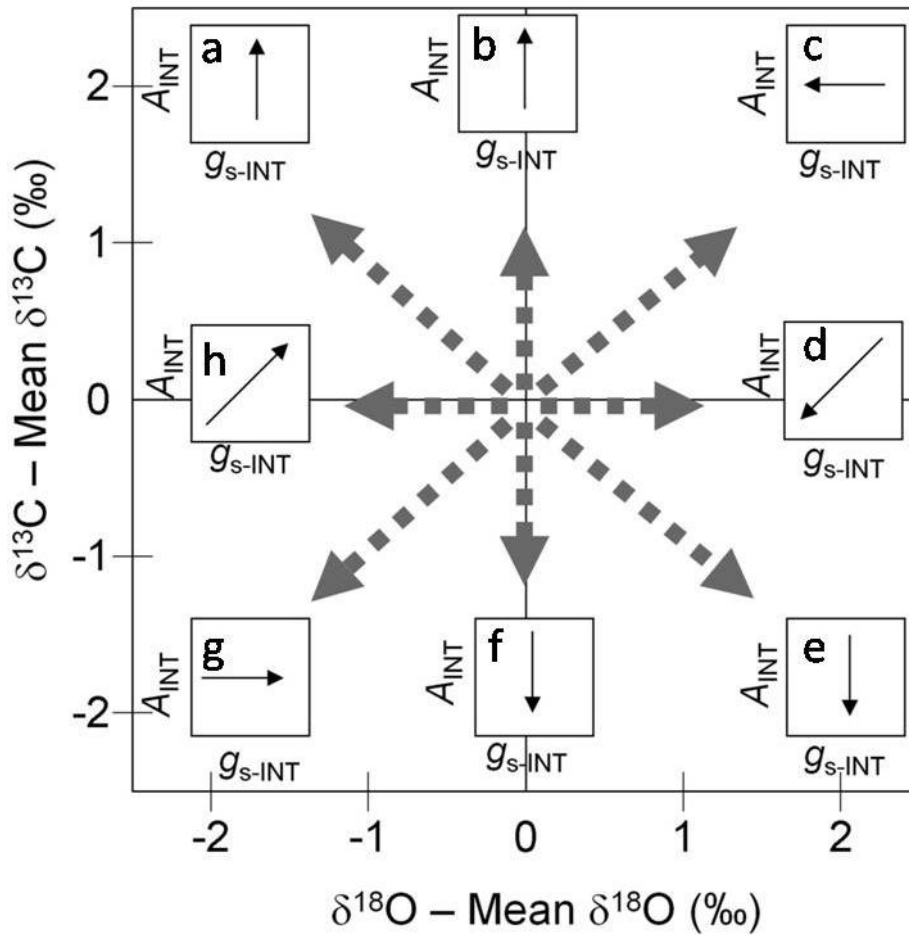 a
b
c
A_INT
A_INT
A_INT
g_s-INT
g_s-INT
g_s-INT
h
d
A_INT
A_INT
g_s-INT
g_s-INT
g
f
e
A_INT
A_INT
A_INT
g_s-INT
g_s-INT
g_s-INT
2
1
0
-1
-2
δ¹³C – Mean δ¹³C (‰)
-2 -1 0 1 2
δ¹⁸O – Mean δ¹⁸O (‰)